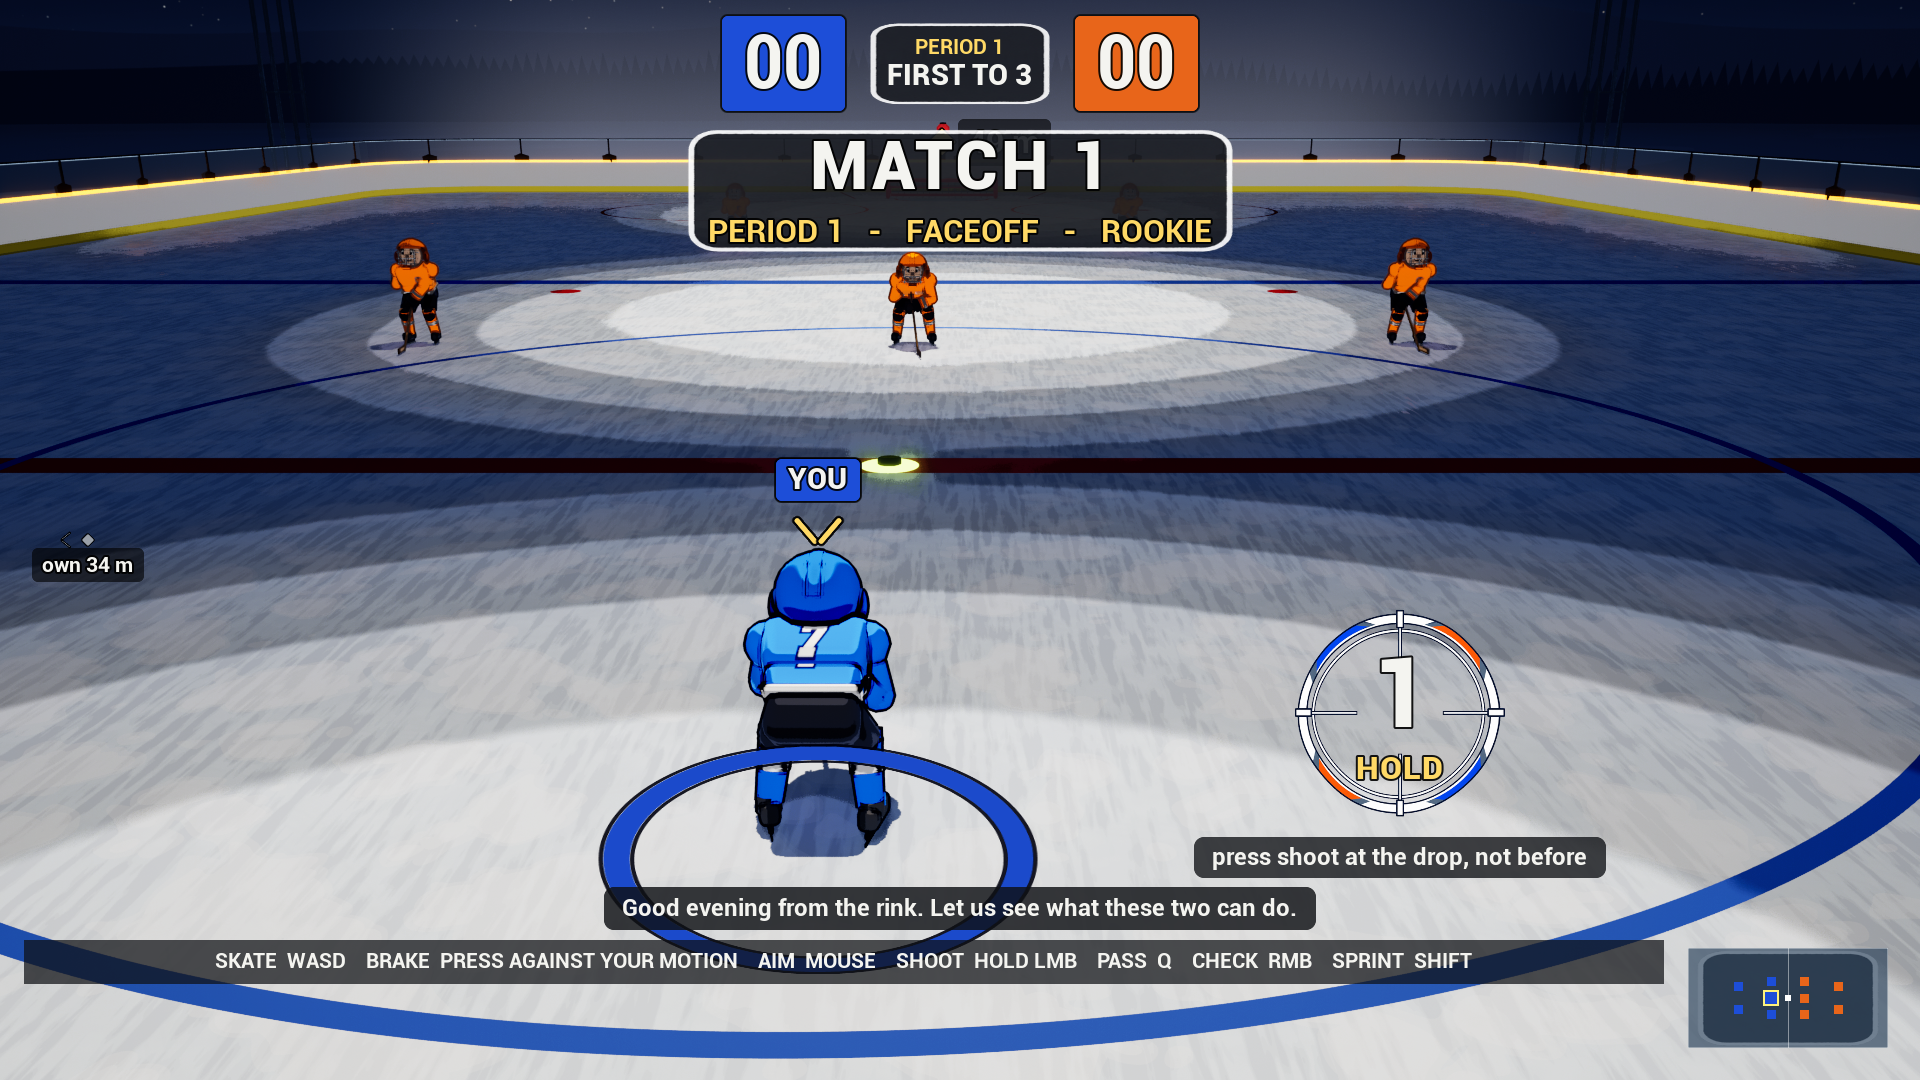 00
PERIOD 1
FIRST TO 3
00
MATCH 1
PERIOD 1 - FACEOFF - ROOKIE
YOU
own 34 m
7
1
HOLD
press shoot at the drop, not before
Good evening from the rink. Let us see what these two can do.
SKATE WASD BRAKE PRESS AGAINST YOUR MOTION AIM MOUSE SHOOT HOLD LMB PASS Q CHECK RMB SPRINT SHIFT